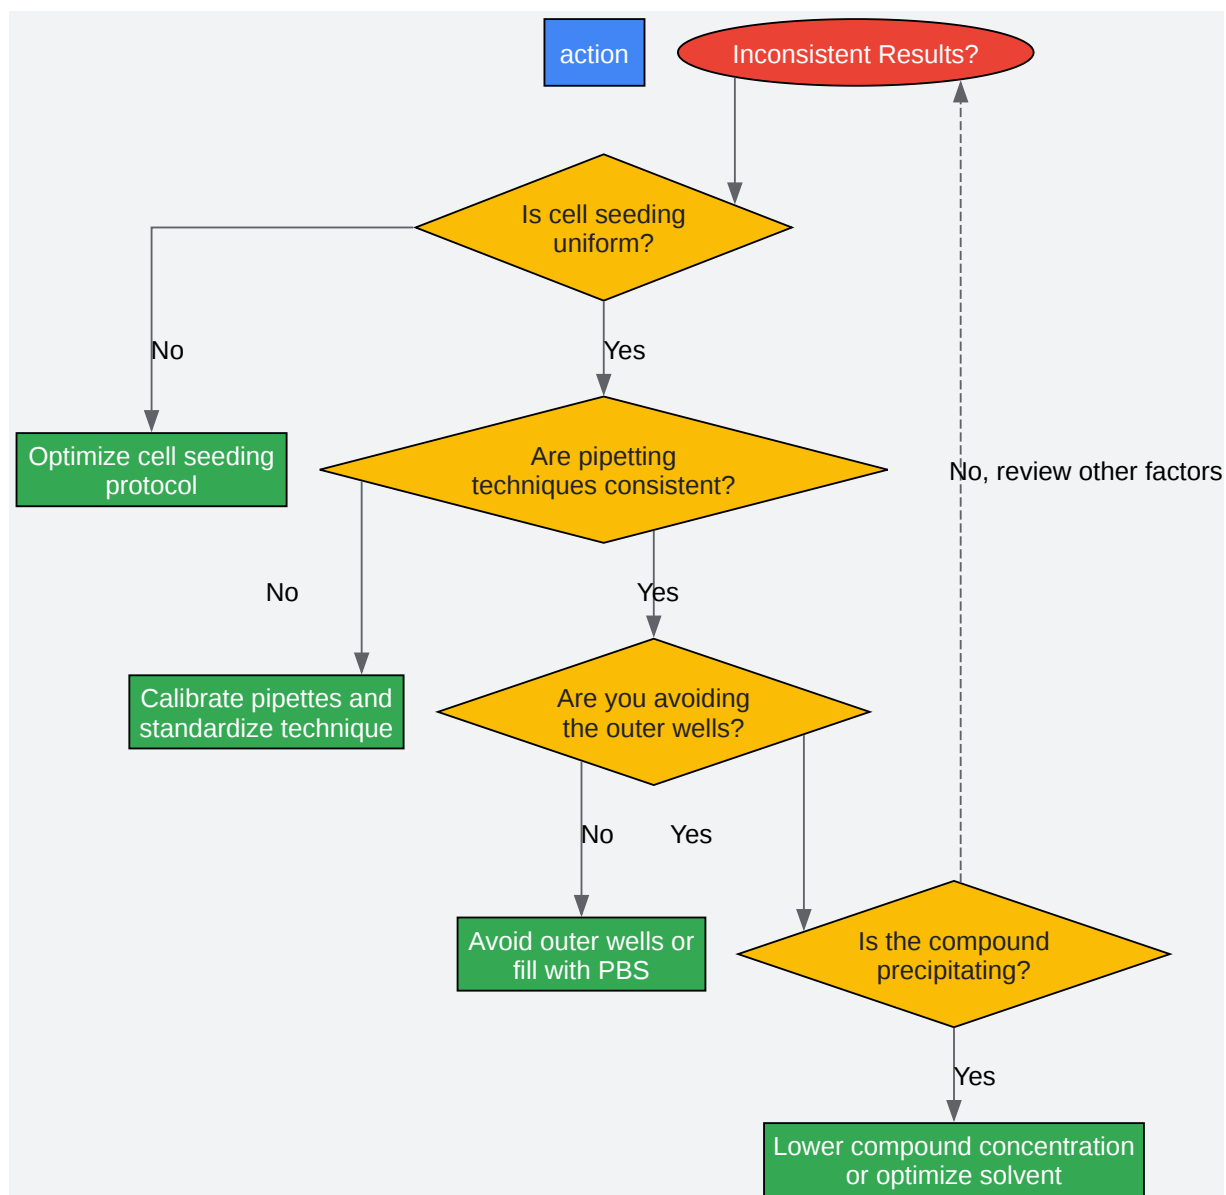 action
Inconsistent Results?
Is cell seeding
uniform?
No
Yes
Optimize cell seeding
protocol
Are pipetting
techniques consistent?
No, review other factors
No
Yes
Calibrate pipettes and
standardize technique
Are you avoiding
the outer wells?
No
Yes
Avoid outer wells or
fill with PBS
Is the compound
precipitating?
Yes
Lower compound concentration
or optimize solvent